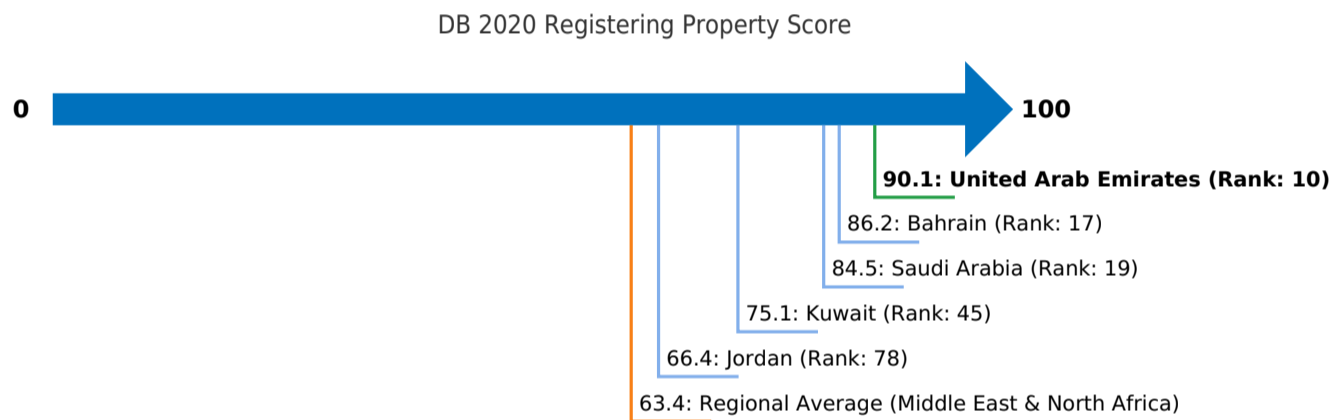 DB 2020 Registering Property Score
0
100
90.1: United Arab Emirates (Rank: 10)
86.2: Bahrain (Rank: 17)
84.5: Saudi Arabia (Rank: 19)
75.1: Kuwait (Rank: 45)
66.4: Jordan (Rank: 78)
63.4: Regional Average (Middle East & North Africa)